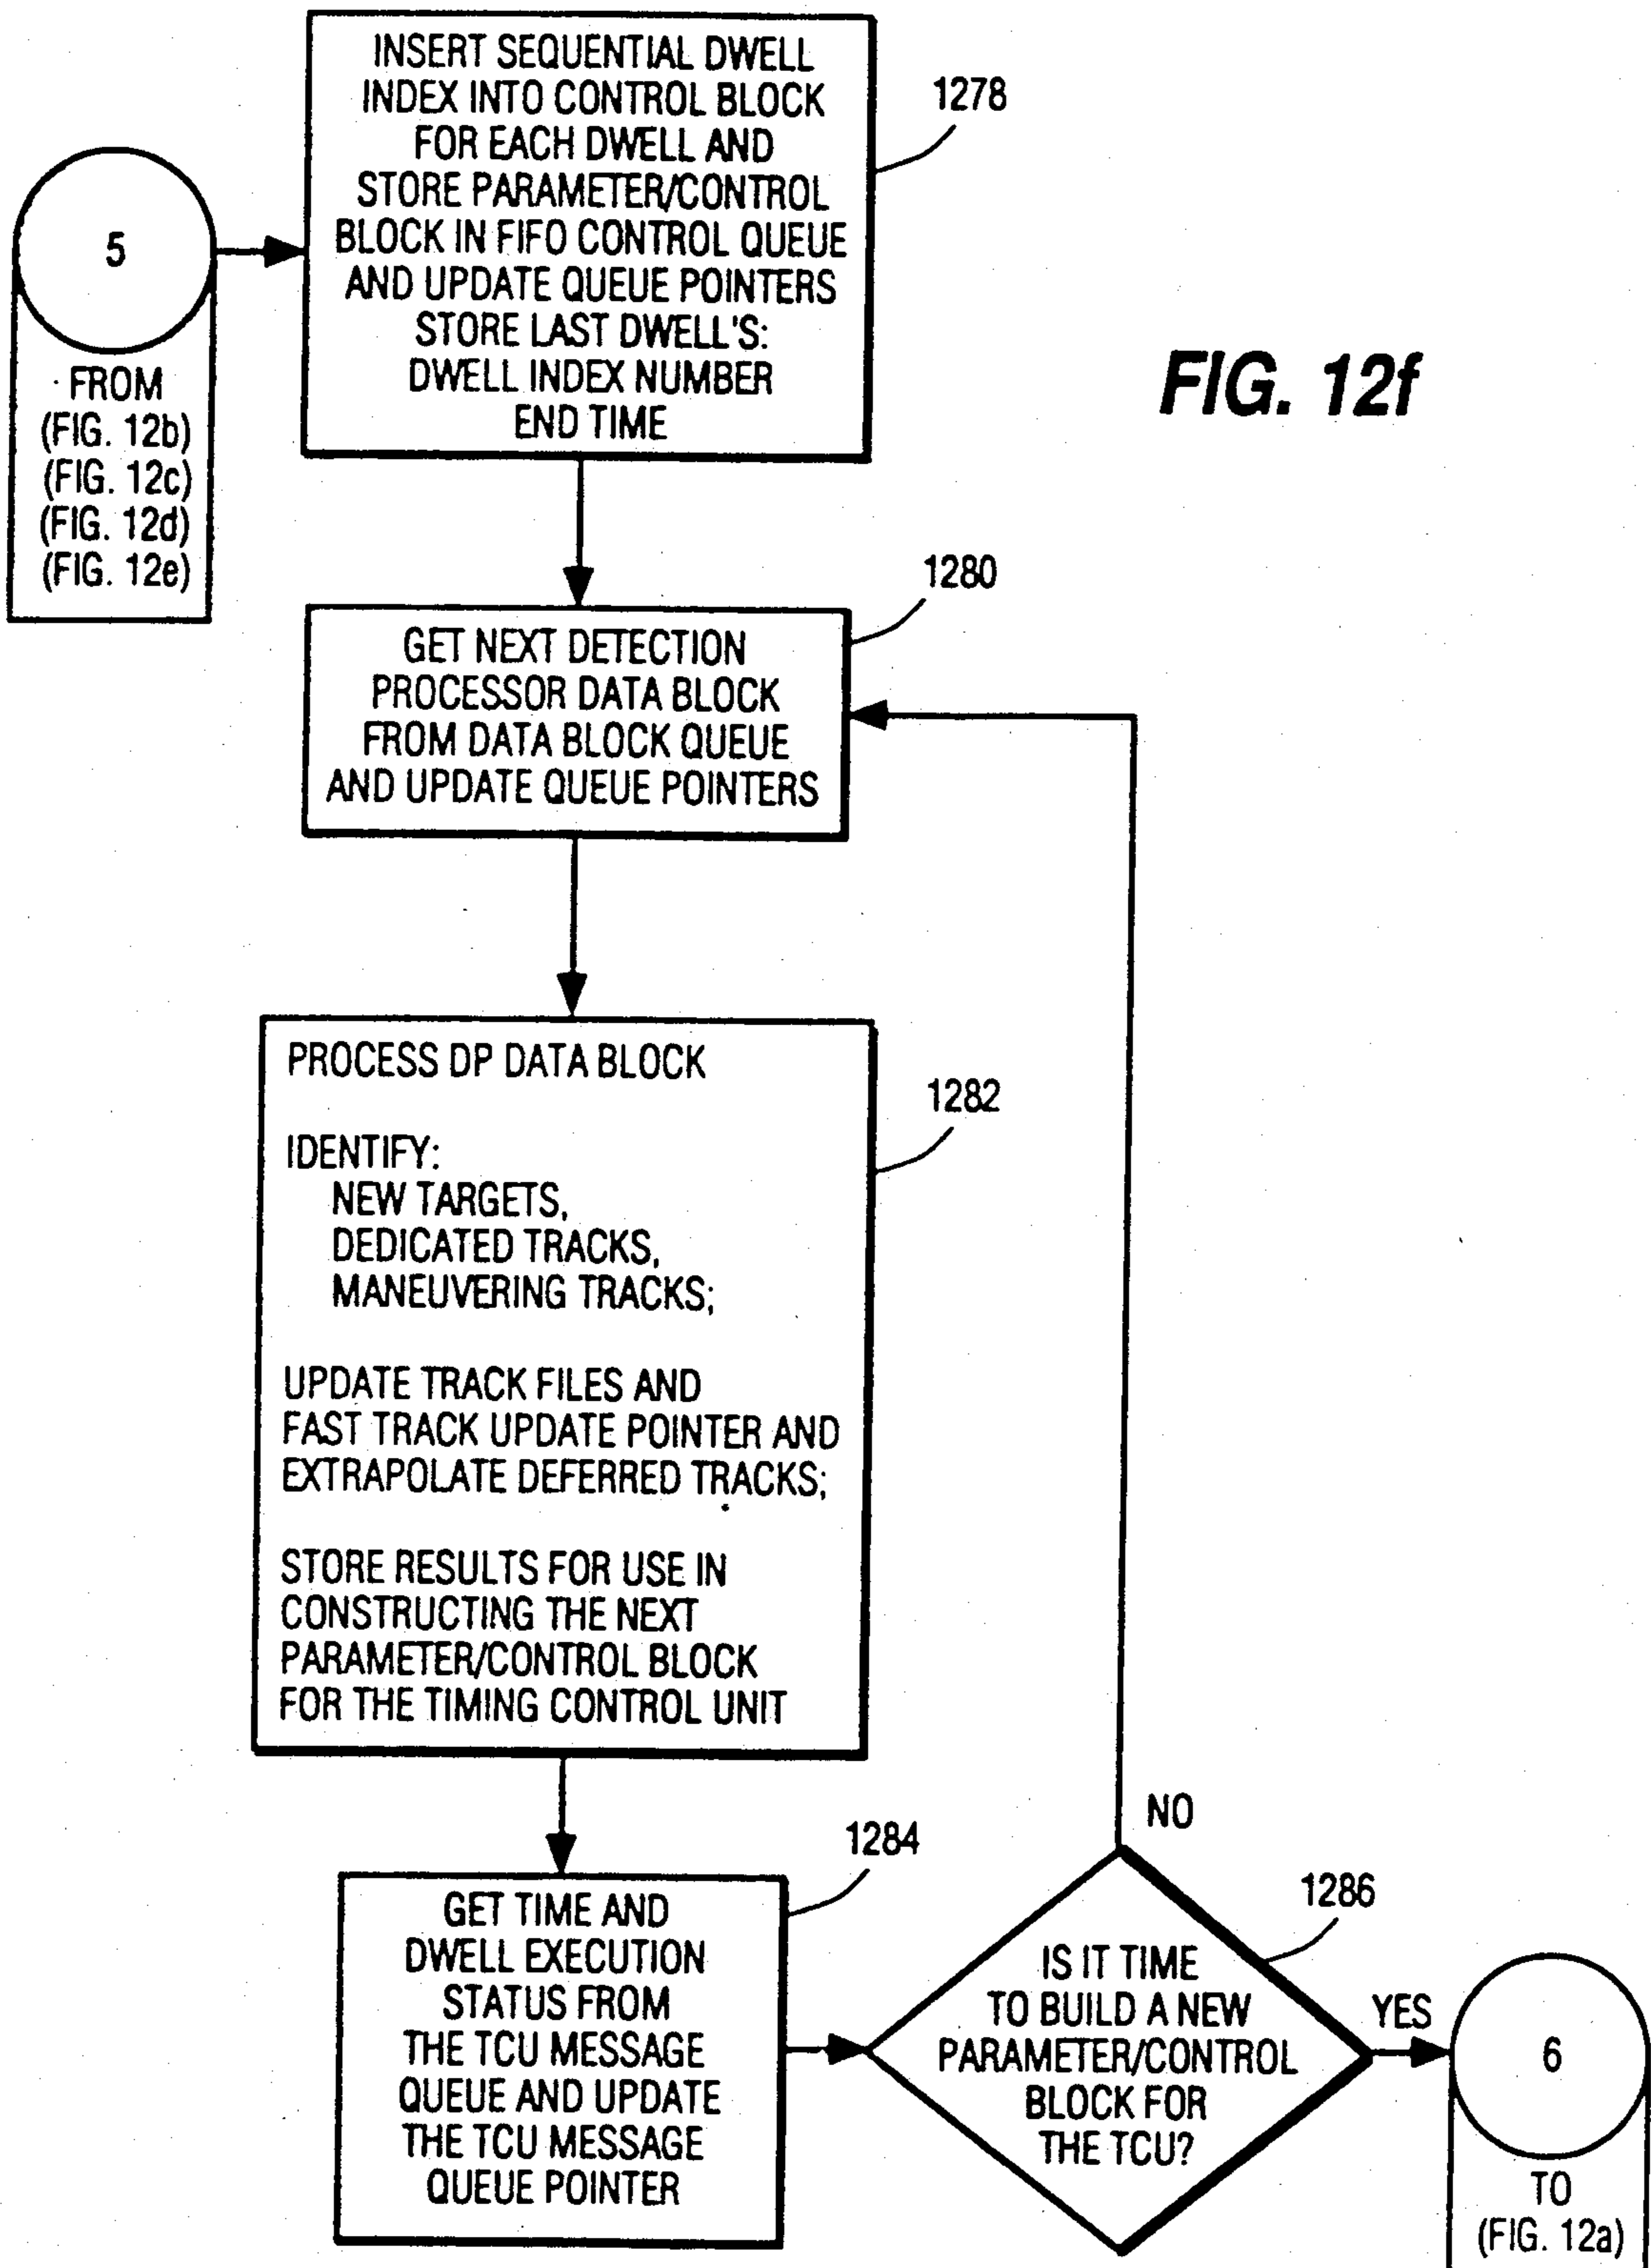 INSERT SEQUENTIAL DWELL
INDEX INTO CONTROL BLOCK
FOR EACH DWELL AND
STORE PARAMETER/CONTROL
BLOCK IN FIFO CONTROL QUEUE
AND UPDATE QUEUE POINTERS
STORE LAST DWELL'S:
DWELL INDEX NUMBER
END TIME
1278
5
FROM
(FIG. 12b)
(FIG. 12c)
(FIG. 12d)
(FIG. 12e)
FIG. 12f
1280
GET NEXT DETECTION
PROCESSOR DATA BLOCK
FROM DATA BLOCK QUEUE
AND UPDATE QUEUE POINTERS
PROCESS DP DATA BLOCK
IDENTIFY:
NEW TARGETS,
DEDICATED TRACKS,
MANEUVERING TRACKS;
UPDATE TRACK FILES AND
FAST TRACK UPDATE POINTER AND
EXTRAPOLATE DEFERRED TRACKS;
STORE RESULTS FOR USE IN
CONSTRUCTING THE NEXT
PARAMETER/CONTROL BLOCK
FOR THE TIMING CONTROL UNIT
1282
1284
GET TIME AND
DWELL EXECUTION
STATUS FROM
THE TCU MESSAGE
QUEUE AND UPDATE
THE TCU MESSAGE
QUEUE POINTER
NO
1286
IS IT TIME
TO BUILD A NEW
PARAMETER/CONTROL
BLOCK FOR
THE TCU?
YES
6
TO
(FIG. 12a)